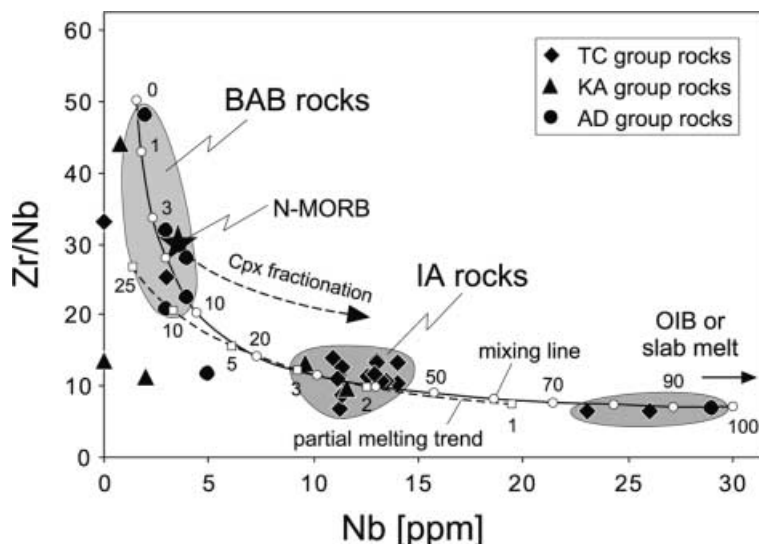 60
50
40
30
20
10
0
Zr/Nb
TC group rocks
KA group rocks
AD group rocks
BAB rocks
N-MORB
Cpx fractionation
IA rocks
OIB or
slab melt
mixing line
partial melting trend
0
1
3
10
20
50
70
90
100
25
10
5
3
2
1
0
5
10
15
20
25
30
Nb [ppm]